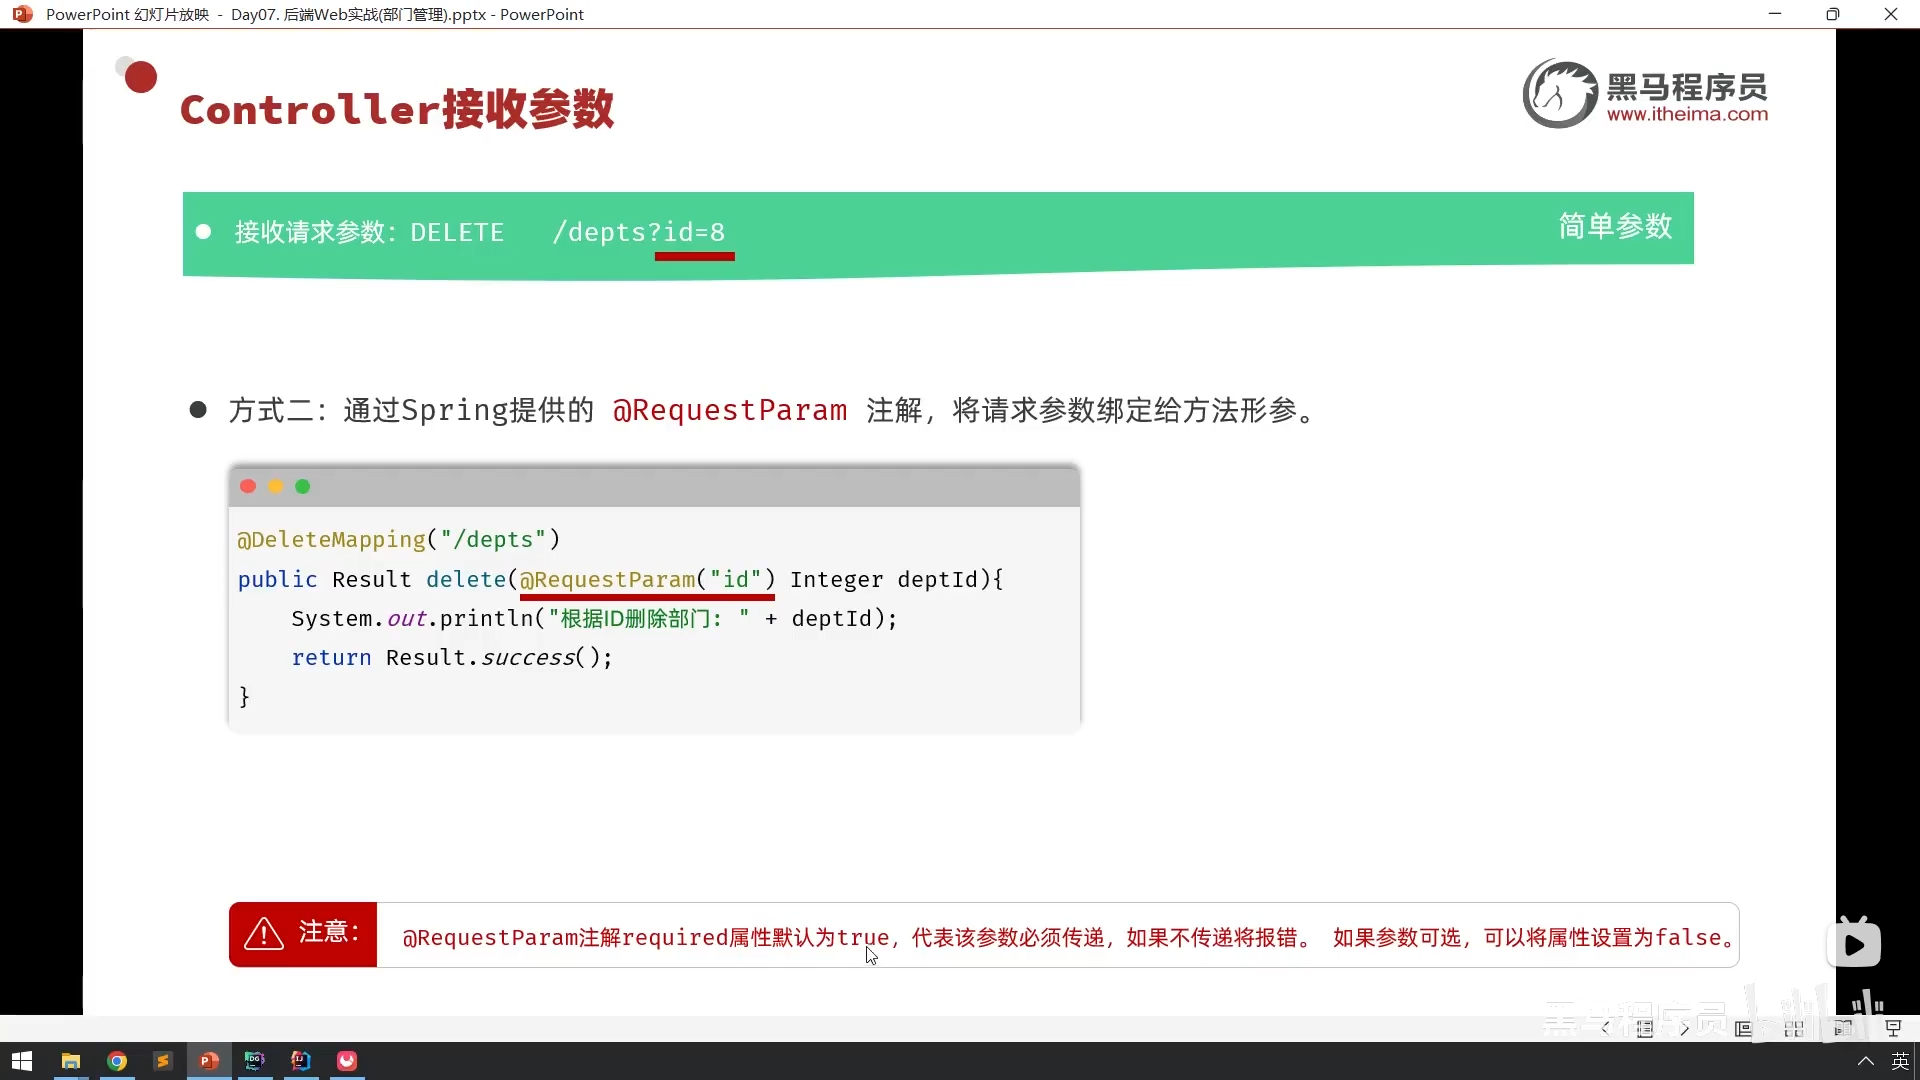 PowerPoint 幻灯片放映 - Day07. 后端Web实战(部门管理).pptx - PowerPoint
Controller接收参数
黑马程序员
www.itheima.com
接收请求参数：DELETE /depts?id=8
简单参数
方式二：通过Spring提供的 @RequestParam 注解，将请求参数绑定给方法形参。
@DeleteMapping("/depts")
public Result delete(@RequestParam("id") Integer deptId){
System.out.println("根据ID删除部门: " + deptId);
return Result.success();
}
注意：
@RequestParam注解required属性默认为true，代表该参数必须传递，如果不传递将报错。 如果参数可选，可以将属性设置为false。
黑马程序员 bilibili
英